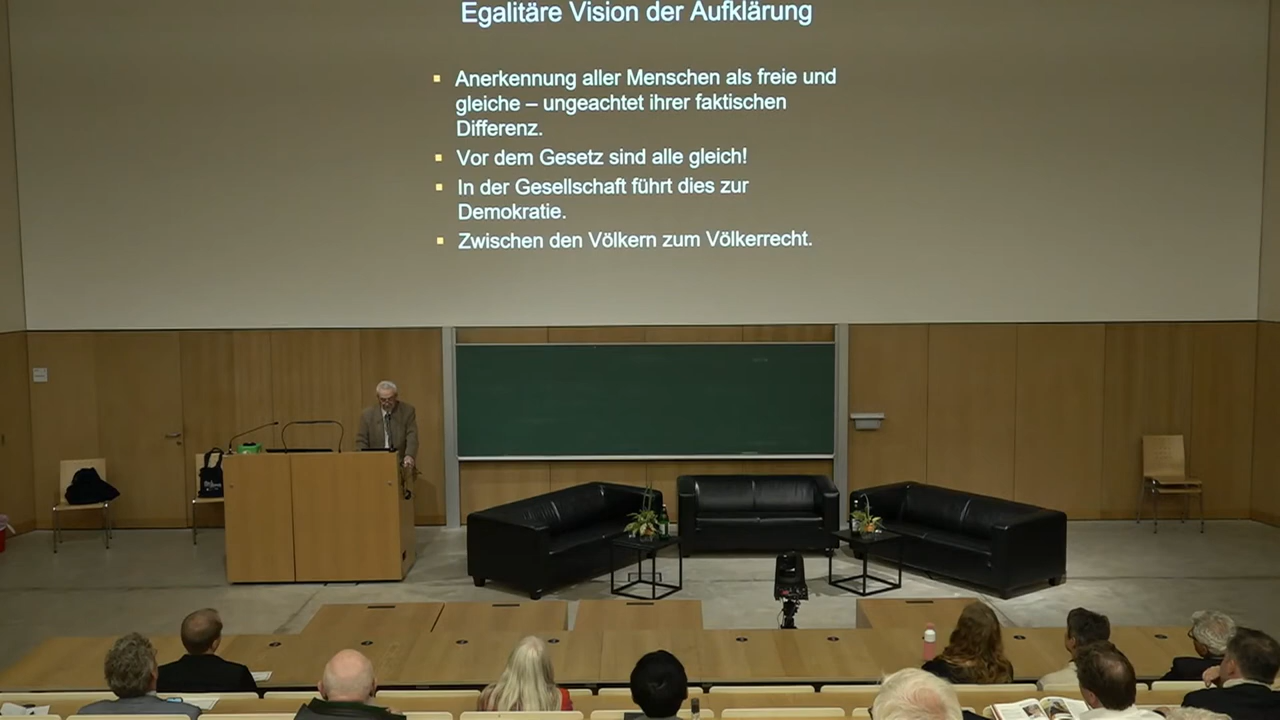 Egalitäre Vision der Aufklärung
Anerkennung aller Menschen als freie und
gleiche – ungeachtet ihrer faktischen
Differenz.
Vor dem Gesetz sind alle gleich!
In der Gesellschaft führt dies zur
Demokratie.
Zwischen den Völkern zum Völkerrecht.